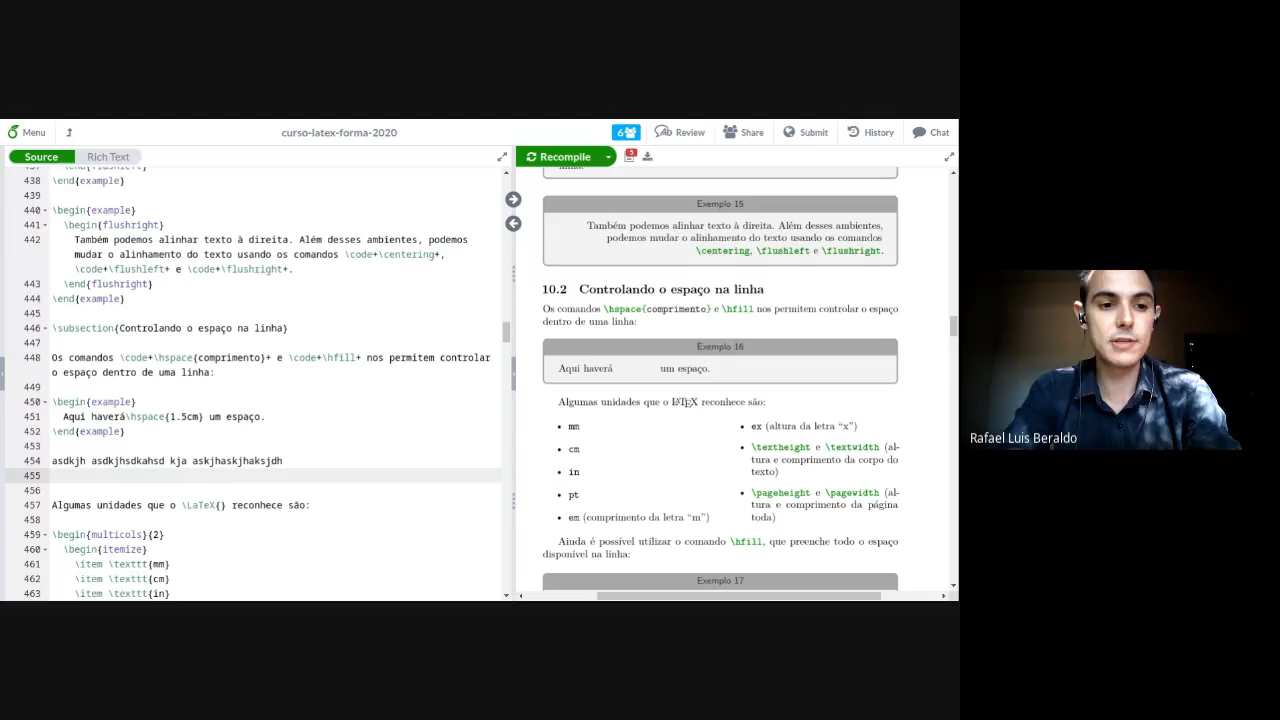 Menu
curso-latex-forma-2020
6
Review
Share
Submit
History
Chat
Source
Rich Text
Recompile
5
437 \end{flushleft}
438 \end{example}
439
440 \begin{example}
441 \begin{flushright}
442 Também podemos alinhar texto à direita. Além desses ambientes, podemos
mudar o alinhamento do texto usando os comandos \code+\centering+,
\code+\flushleft+ e \code+\flushright+.
443 \end{flushright}
444 \end{example}
445
446 \subsection{Controlando o espaço na linha}
447
448 Os comandos \code+\hspace{comprimento}+ e \code+\hfill+ nos permitem controlar
o espaço dentro de uma linha:
449
450 \begin{example}
451 Aqui haverá\hspace{1.5cm} um espaço.
452 \end{example}
453
454 asdkjh asdkjhsdkahsd kja askjhaskjhaksjdh
455
456
457 Algumas unidades que o \LaTeX{} reconhece são:
458
459 \begin{multicols}{2}
460 \begin{itemize}
461 \item \texttt{mm}
462 \item \texttt{cm}
463 \item \texttt{in}
linha.
Exemplo 15
Também podemos alinhar texto à direita. Além desses ambientes,
podemos mudar o alinhamento do texto usando os comandos
\centering, \flushleft e \flushright.
10.2 Controlando o espaço na linha
Os comandos \hspace{comprimento} e \hfill nos permitem controlar o espaço
dentro de uma linha:
Exemplo 16
Aqui haverá um espaço.
Algumas unidades que o LATEX reconhece são:
• mm
• cm
• in
• pt
• em (comprimento da letra “m”)
• ex (altura da letra “x”)
• \textheight e \textwidth (al-
tura e comprimento da corpo do
texto)
• \pageheight e \pagewidth (al-
tura e comprimento da página
toda)
Ainda é possível utilizar o comando \hfill, que preenche todo o espaço
disponível na linha:
Exemplo 17
Rafael Luis Beraldo